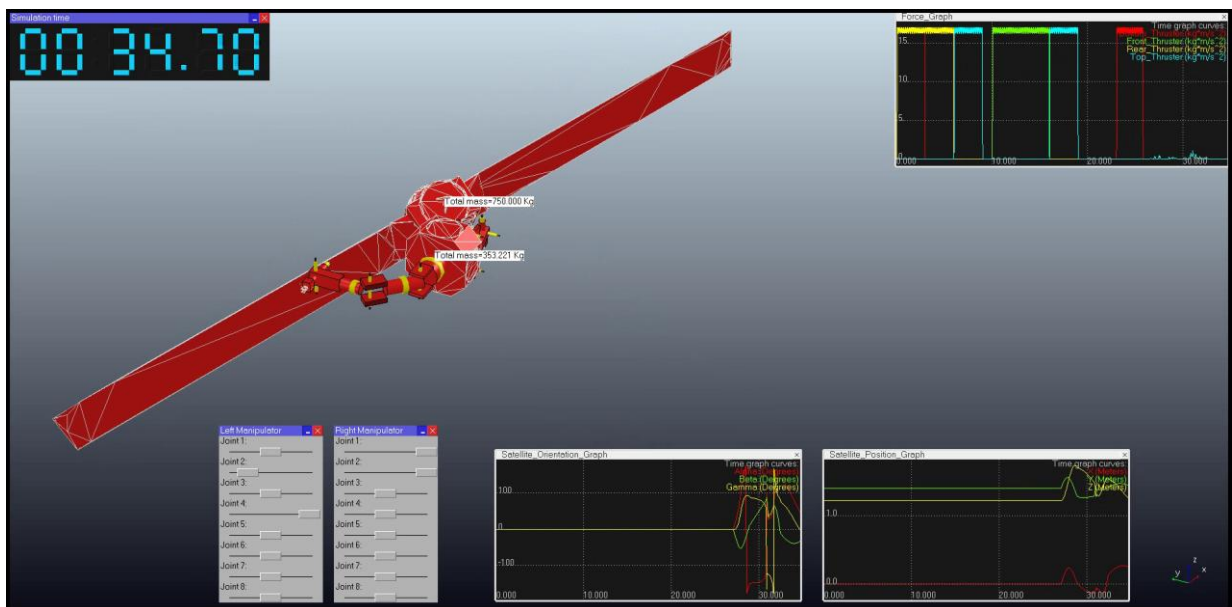 Simulation time
00 34.70
Force_Graph
Time graph curves:
Front_Thruster (kg*m/s^2)
Rear_Thruster (kg*m/s^2)
Top_Thruster (kg*m/s^2)
15.
10.
5.
0.000
10.000
20.000
30.000
Total mass=750.000 Kg
Total mass=353.221 Kg
Left Manipulator
Joint 1:
Joint 2:
Joint 3:
Joint 4:
Joint 5:
Joint 6:
Joint 7:
Joint 8:
Right Manipulator
Joint 1:
Joint 2:
Joint 3:
Joint 4:
Joint 5:
Joint 6:
Joint 7:
Joint 8:
Satellite_Orientation_Graph
Time graph curves:
Alpha (Degrees)
Beta (Degrees)
Gamma (Degrees)
100
0
-100
0.000
10.000
20.000
30.000
Satellite_Position_Graph
Time graph curves:
X (Meters)
Y (Meters)
Z (Meters)
1.0
0.0
0.000
10.000
20.000
30.000
z
y
x